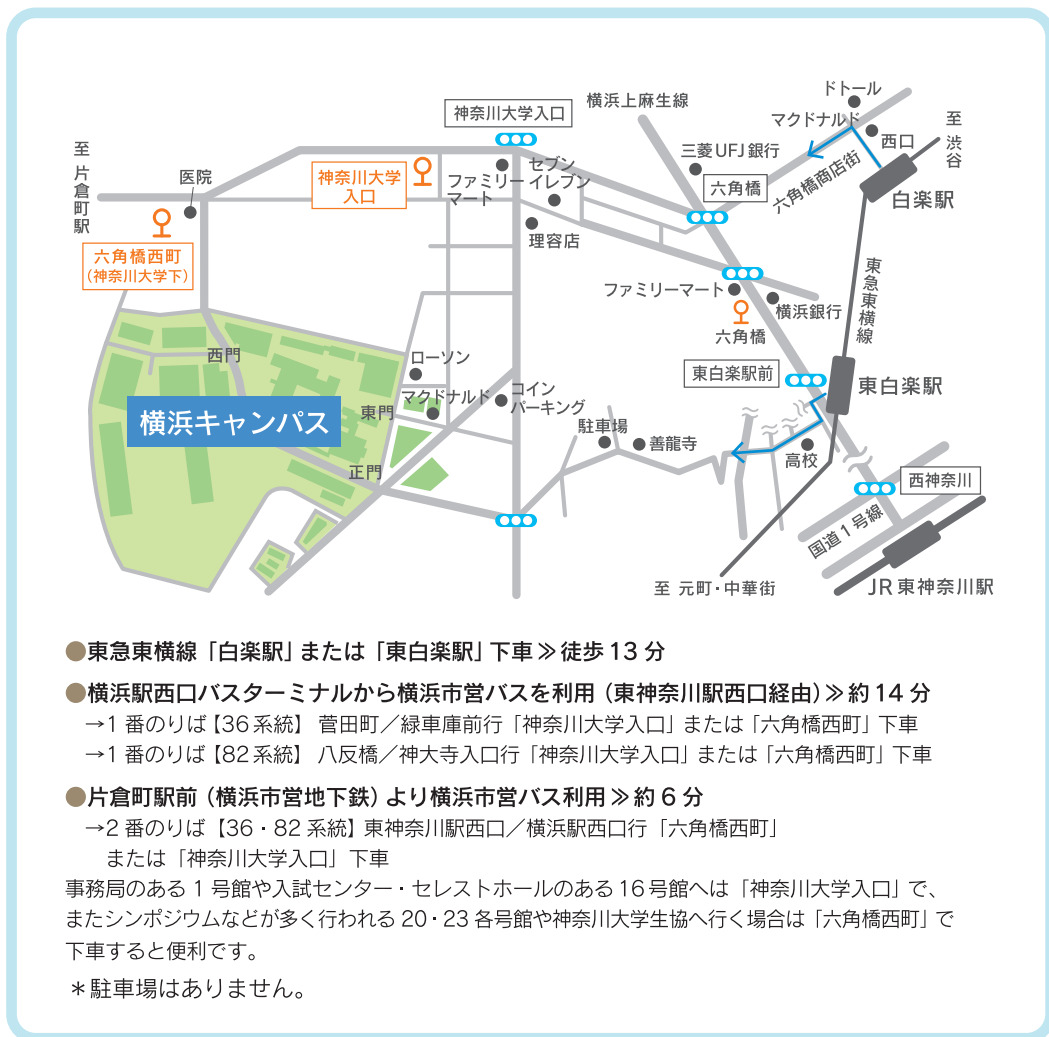 ドトール
マクドナルド
西口
至 渋谷
白楽駅
六角橋商店街
横浜上麻生線
三菱UFJ銀行
六角橋
神奈川大学入口
至 片倉町駅
医院
神奈川大学
入口
ファミリー
マート
セブン
イレブン
理容店
六角橋西町
（神奈川大学下）
ファミリーマート
横浜銀行
六角橋
東急東横線
西門
ローソン
マクドナルド
コイン
パーキング
東白楽駅前
東白楽駅
横浜キャンパス
東門
正門
駐車場
善龍寺
高校
西神奈川
国道1号線
至 元町・中華街
JR東神奈川駅
●東急東横線「白楽駅」または「東白楽駅」下車≫徒歩13分
●横浜駅西口バスターミナルから横浜市営バスを利用（東神奈川駅西口経由）≫約14分
→1番のりば【36系統】 菅田町／緑車庫前行「神奈川大学入口」または「六角橋西町」下車
→1番のりば【82系統】 八反橋／神大寺入口行「神奈川大学入口」または「六角橋西町」下車
●片倉町駅前（横浜市営地下鉄）より横浜市営バス利用≫約6分
→2番のりば【36・82系統】東神奈川駅西口／横浜駅西口行「六角橋西町」
または「神奈川大学入口」下車
事務局のある1号館や入試センター・セレストホールのある16号館へは「神奈川大学入口」で、
またシンポジウムなどが多く行われる20・23各号館や神奈川大学生協へ行く場合は「六角橋西町」で
下車すると便利です。
＊駐車場はありません。